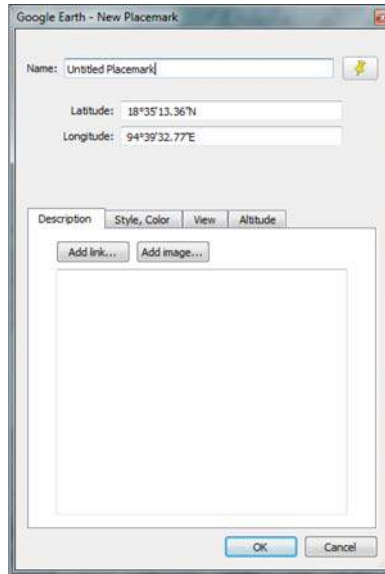 Google Earth - New Placemark
Name: Untitled Placemark
Latitude: 18°35'13.36"N
Longitude: 94°39'32.77"E
Description Style, Color View Altitude
Add link... Add image...
OK Cancel